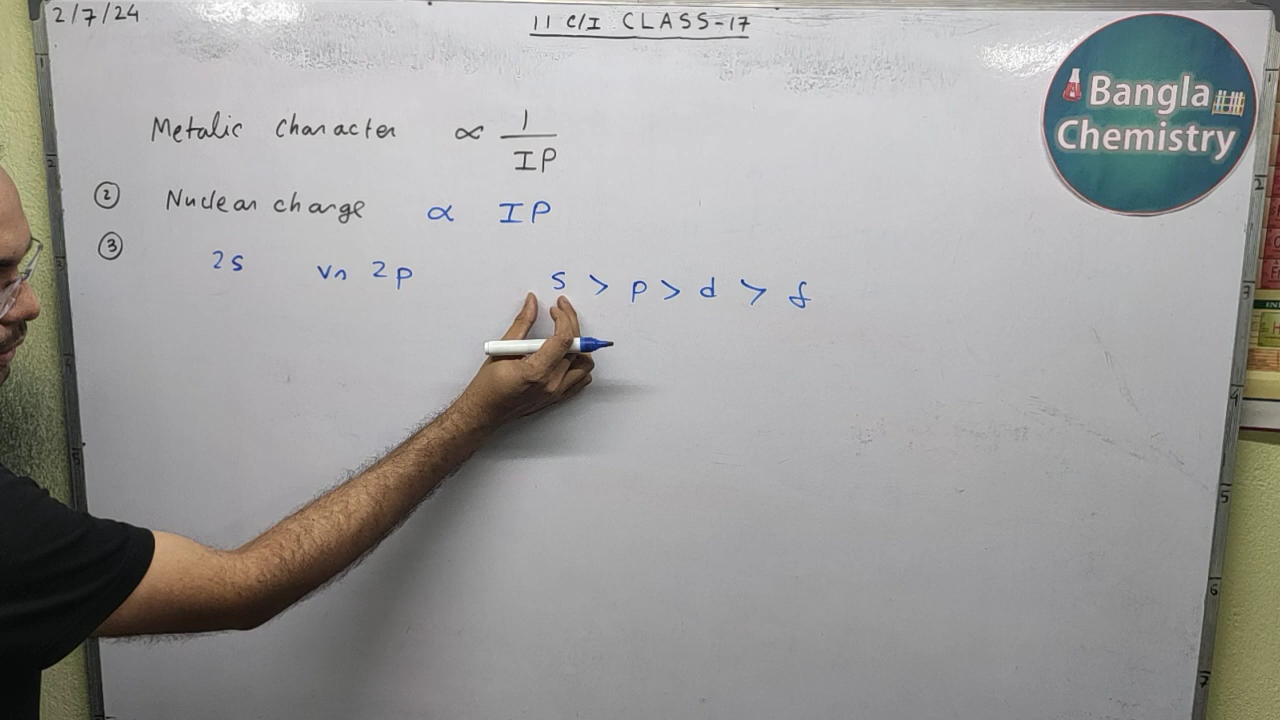 2/7/24
11 C/I CLASS-17
Bangla
Chemistry
Metalic character ∝ 1/IP
② Nuclear charge ∝ IP
③ 2s vs 2p s > p > d > f